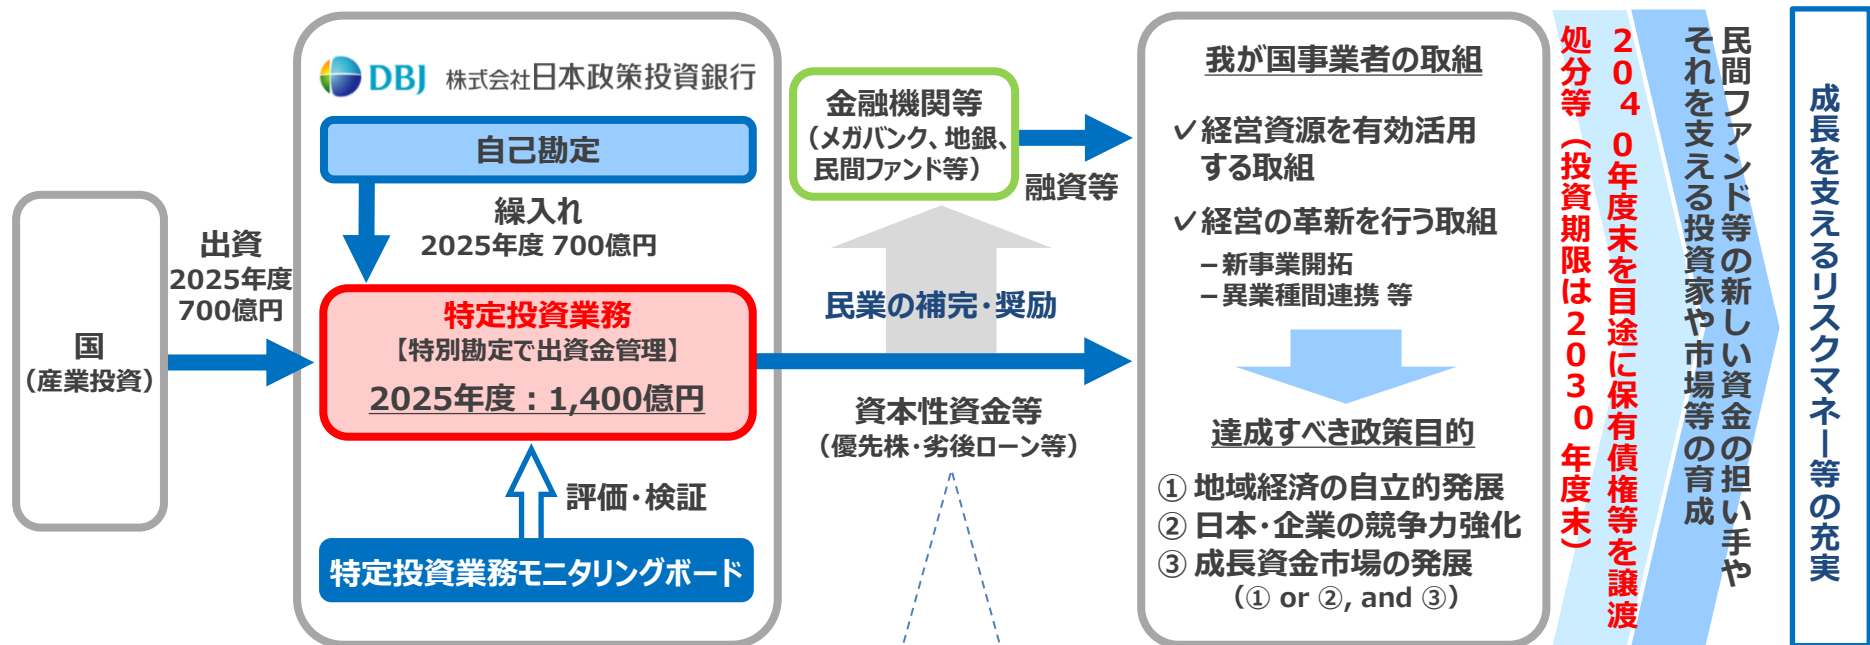 国
(産業投資)
出資
2025年度
700億円
DBJ 株式会社日本政策投資銀行
自己勘定
繰入れ
2025年度 700億円
特定投資業務
【特別勘定で出資金管理】
2025年度：1,400億円
評価・検証
特定投資業務モニタリングボード
金融機関等
(メガバンク、地銀、
民間ファンド等)
融資等
民業の補完・奨励
資本性資金等
(優先株・劣後ローン等)
我が国事業者の取組
✓経営資源を有効活用
する取組
✓経営の革新を行う取組
－新事業開拓
－異業種間連携 等
達成すべき政策目的
① 地域経済の自立的発展
② 日本・企業の競争力強化
③ 成長資金市場の発展
(① or ②, and ③)
２０４０年度末を目途に保有債権等を譲渡
処分等（投資期限は２０３０年度末）
民間ファンド等の新しい資金の担い手や
それを支える投資家や市場等の育成
成長を支えるリスクマネー等の充実